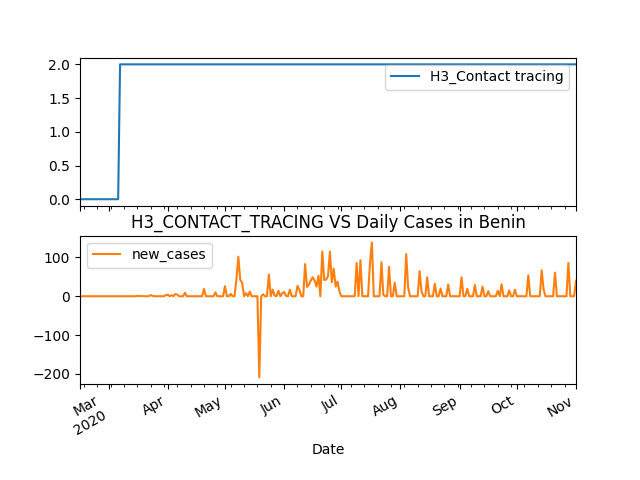 2.0
1.5
1.0
0.5
0.0
H3_Contact tracing
H3_CONTACT_TRACING VS Daily Cases in Benin
100
0
−100
−200
new_cases
Mar
2020
Apr
May
Jun
Jul
Aug
Sep
Oct
Nov
Date